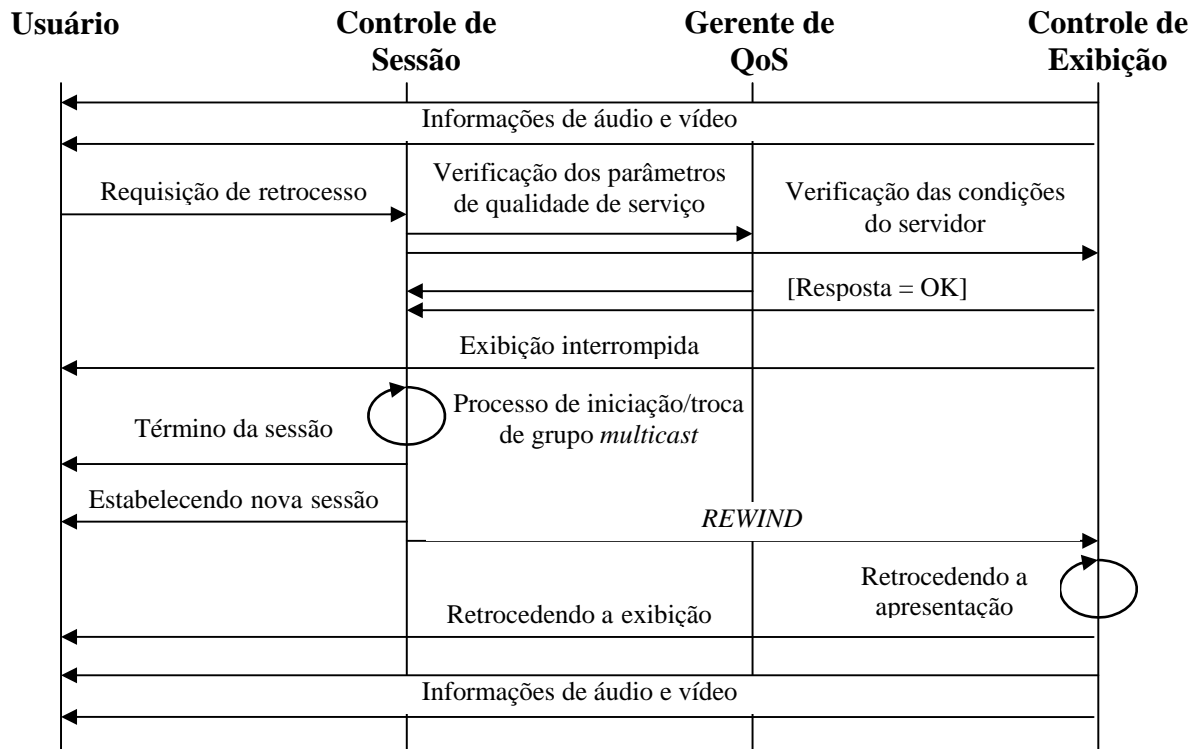 Usuário
Controle de
Sessão
Gerente de
QoS
Controle de
Exibição
Informações de áudio e vídeo
Requisição de retrocesso
Verificação dos parâmetros
de qualidade de serviço
Verificação das condições
do servidor
[Resposta = OK]
Exibição interrompida
Processo de iniciação/troca
de grupo multicast
Término da sessão
Estabelecendo nova sessão
REWIND
Retrocedendo a
apresentação
Retrocedendo a exibição
Informações de áudio e vídeo